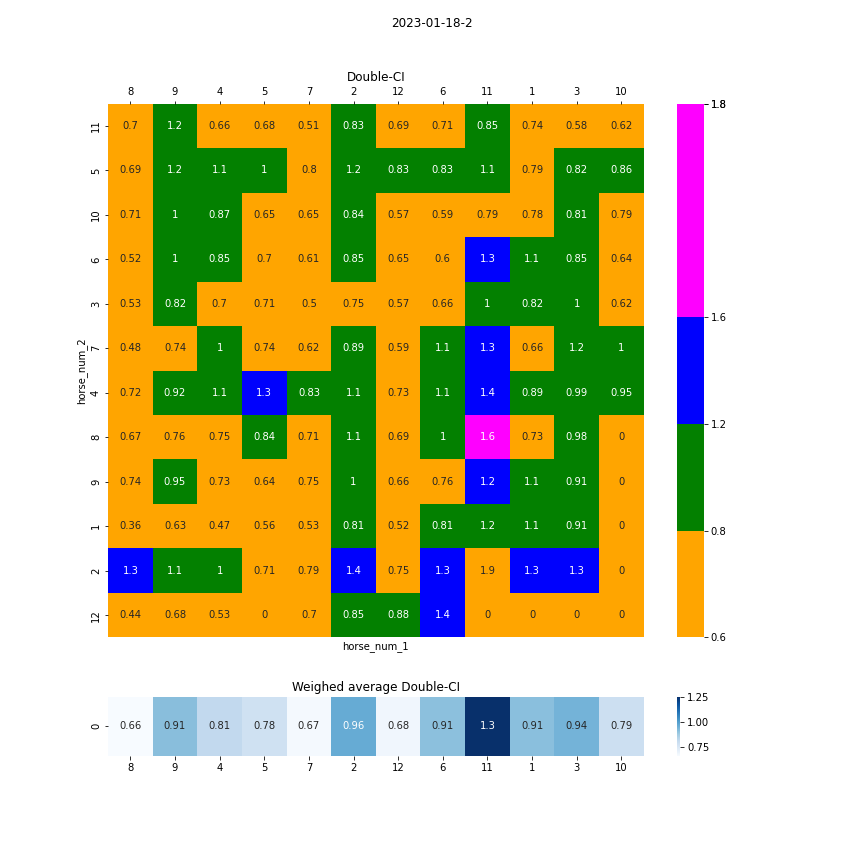 2023-01-18-2
Double-CI
8 9 4 5 7 2 12 6 11 1 3 10
11 0.7 1.2 0.66 0.68 0.51 0.83 0.69 0.71 0.85 0.74 0.58 0.62
5 0.69 1.2 1.1 1 0.8 1.2 0.83 0.83 1.1 0.79 0.82 0.86
10 0.71 1 0.87 0.65 0.65 0.84 0.57 0.59 0.79 0.78 0.81 0.79
6 0.52 1 0.85 0.7 0.61 0.85 0.65 0.6 1.3 1.1 0.85 0.64
3 0.53 0.82 0.7 0.71 0.5 0.75 0.57 0.66 1 0.82 1 0.62
7 0.48 0.74 1 0.74 0.62 0.89 0.59 1.1 1.3 0.66 1.2 1
4 0.72 0.92 1.1 1.3 0.83 1.1 0.73 1.1 1.4 0.89 0.99 0.95
8 0.67 0.76 0.75 0.84 0.71 1.1 0.69 1 1.6 0.73 0.98 0
9 0.74 0.95 0.73 0.64 0.75 1 0.66 0.76 1.2 1.1 0.91 0
1 0.36 0.63 0.47 0.56 0.53 0.81 0.52 0.81 1.2 1.1 0.91 0
2 1.3 1.1 1 0.71 0.79 1.4 0.75 1.3 1.9 1.3 1.3 0
12 0.44 0.68 0.53 0 0.7 0.85 0.88 1.4 0 0 0 0
horse_num_2
horse_num_1
1.8
1.6
1.2
0.8
0.6
Weighed average Double-CI
0 0.66 0.91 0.81 0.78 0.67 0.96 0.68 0.91 1.3 0.91 0.94 0.79
8 9 4 5 7 2 12 6 11 1 3 10
1.25
1.00
0.75